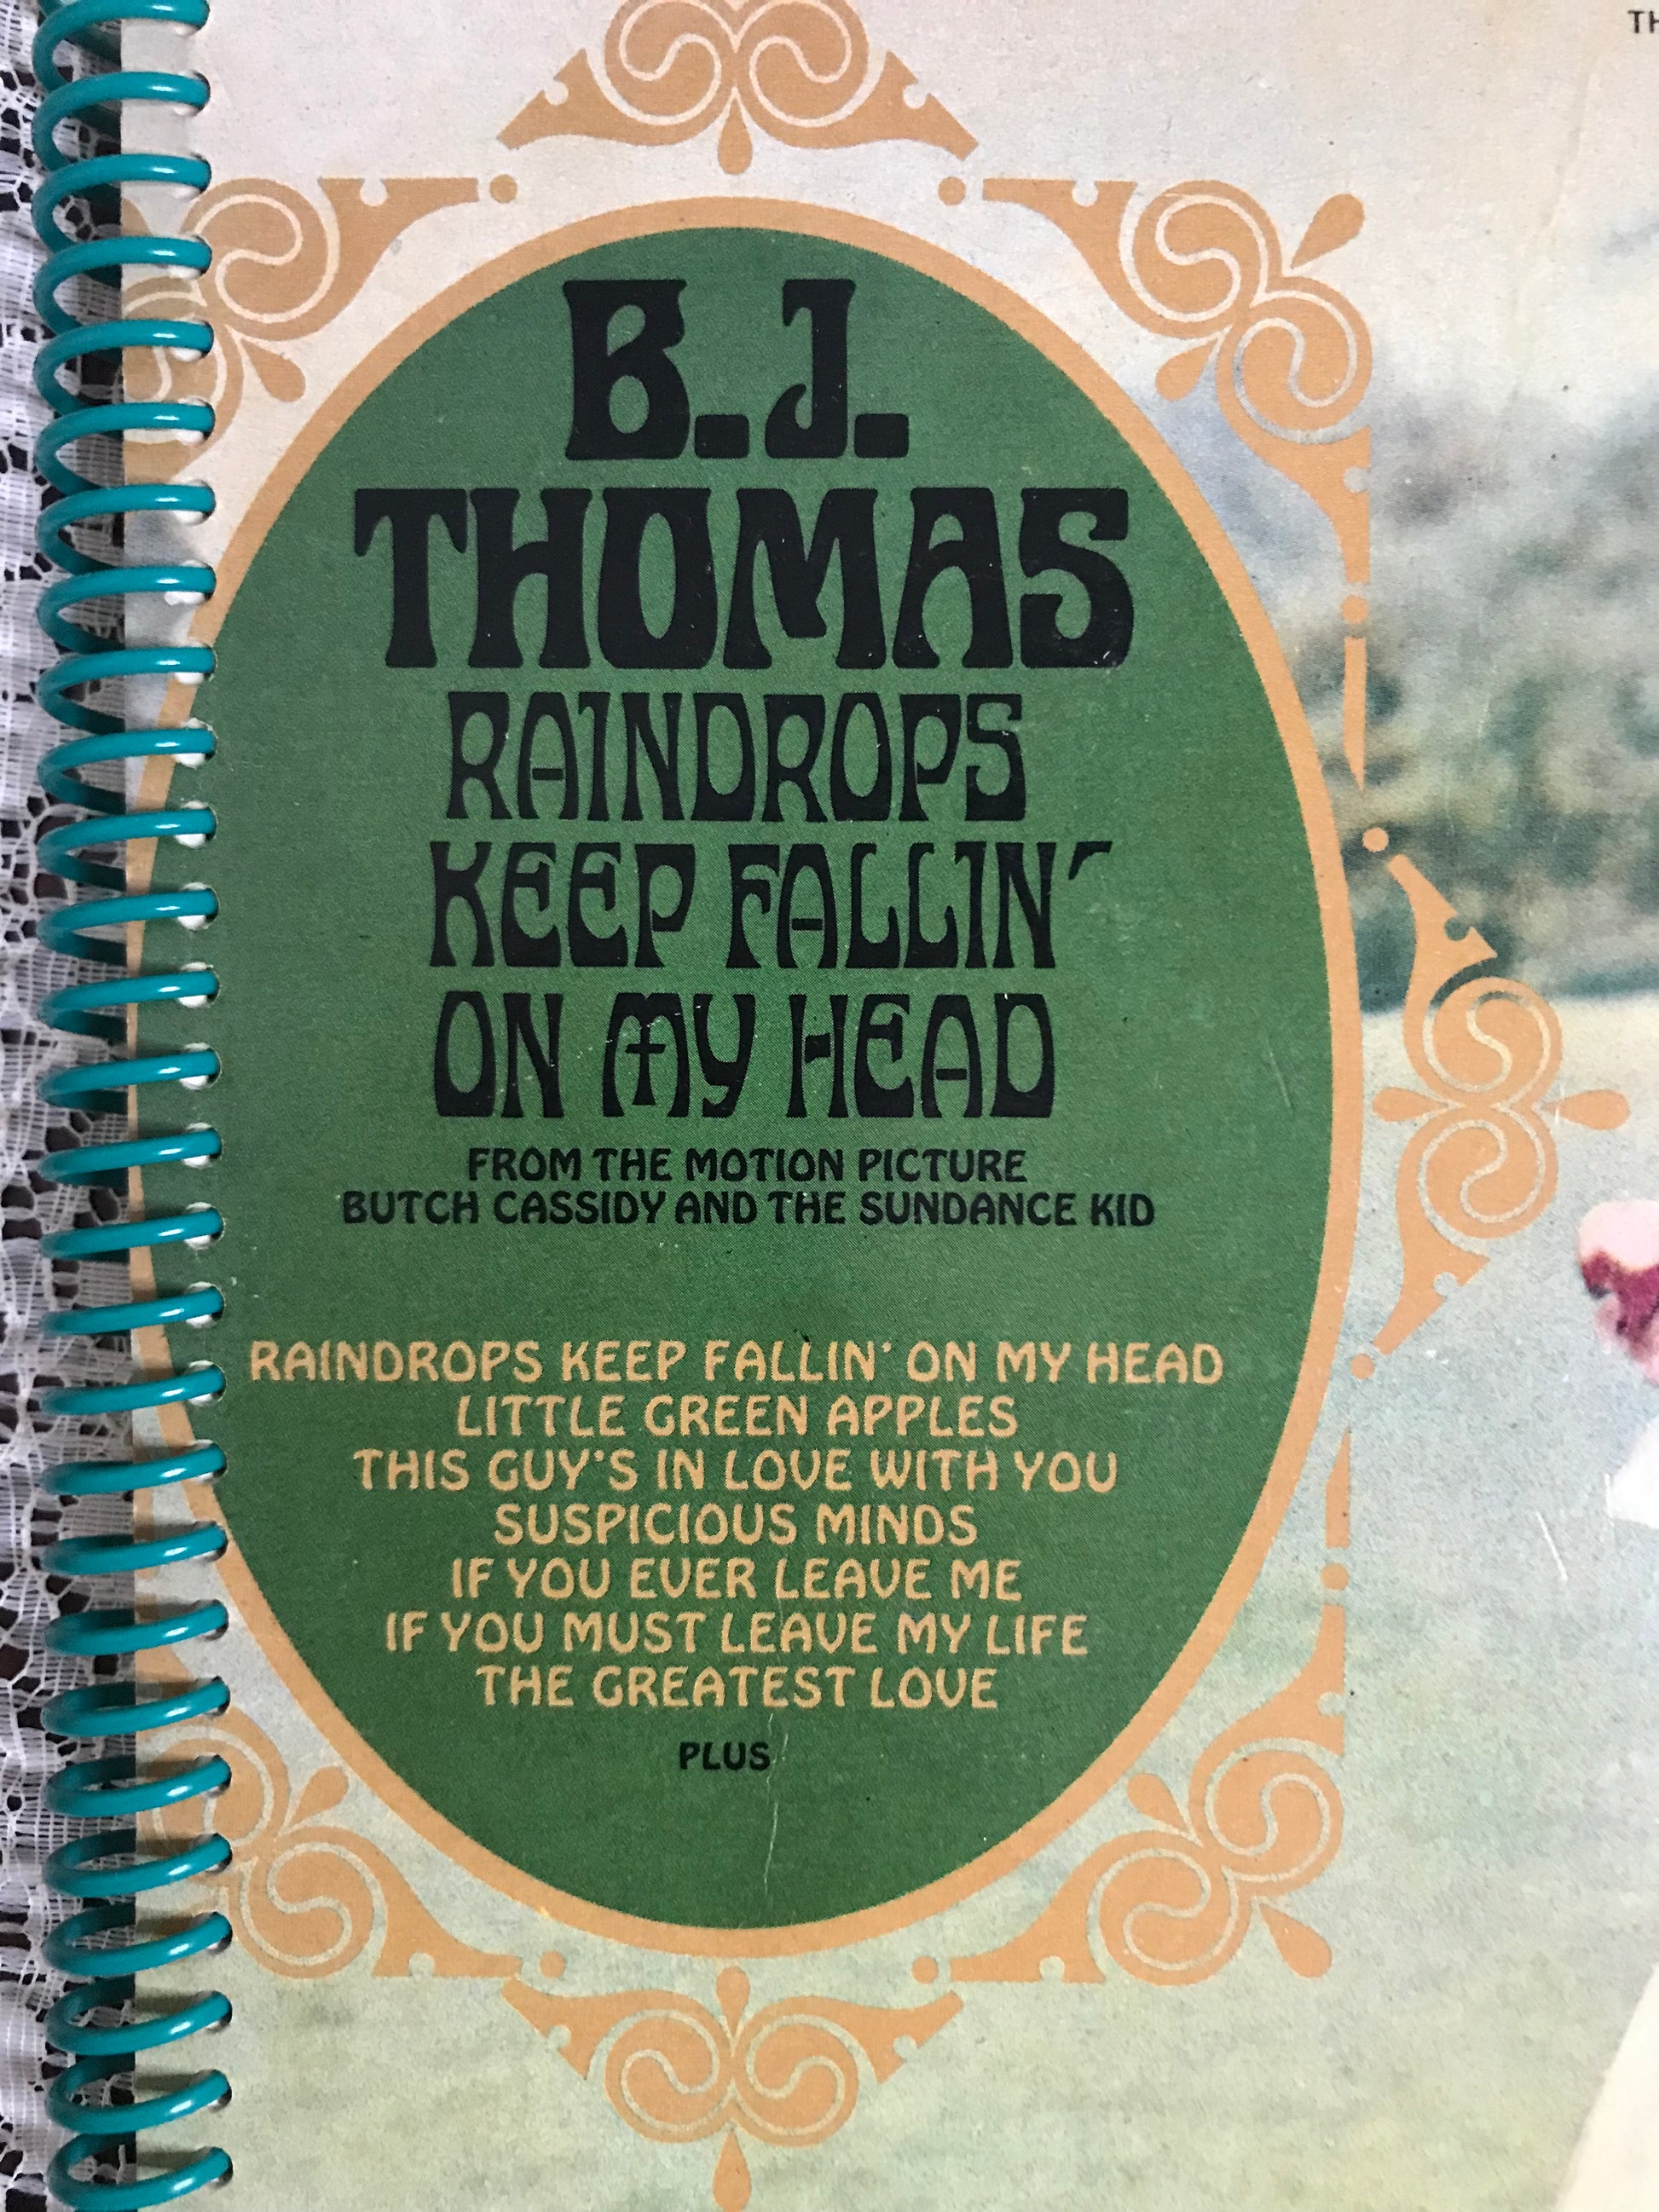 TH
B.J.
THOMAS
RAINDROPS
KEEP FALLIN'
ON MY HEAD
FROM THE MOTION PICTURE
BUTCH CASSIDY AND THE SUNDANCE KID
RAINDROPS KEEP FALLIN' ON MY HEAD
LITTLE GREEN APPLES
THIS GUY'S IN LOVE WITH YOU
SUSPICIOUS MINDS
IF YOU EVER LEAVE ME
IF YOU MUST LEAVE MY LIFE
THE GREATEST LOVE
PLUS